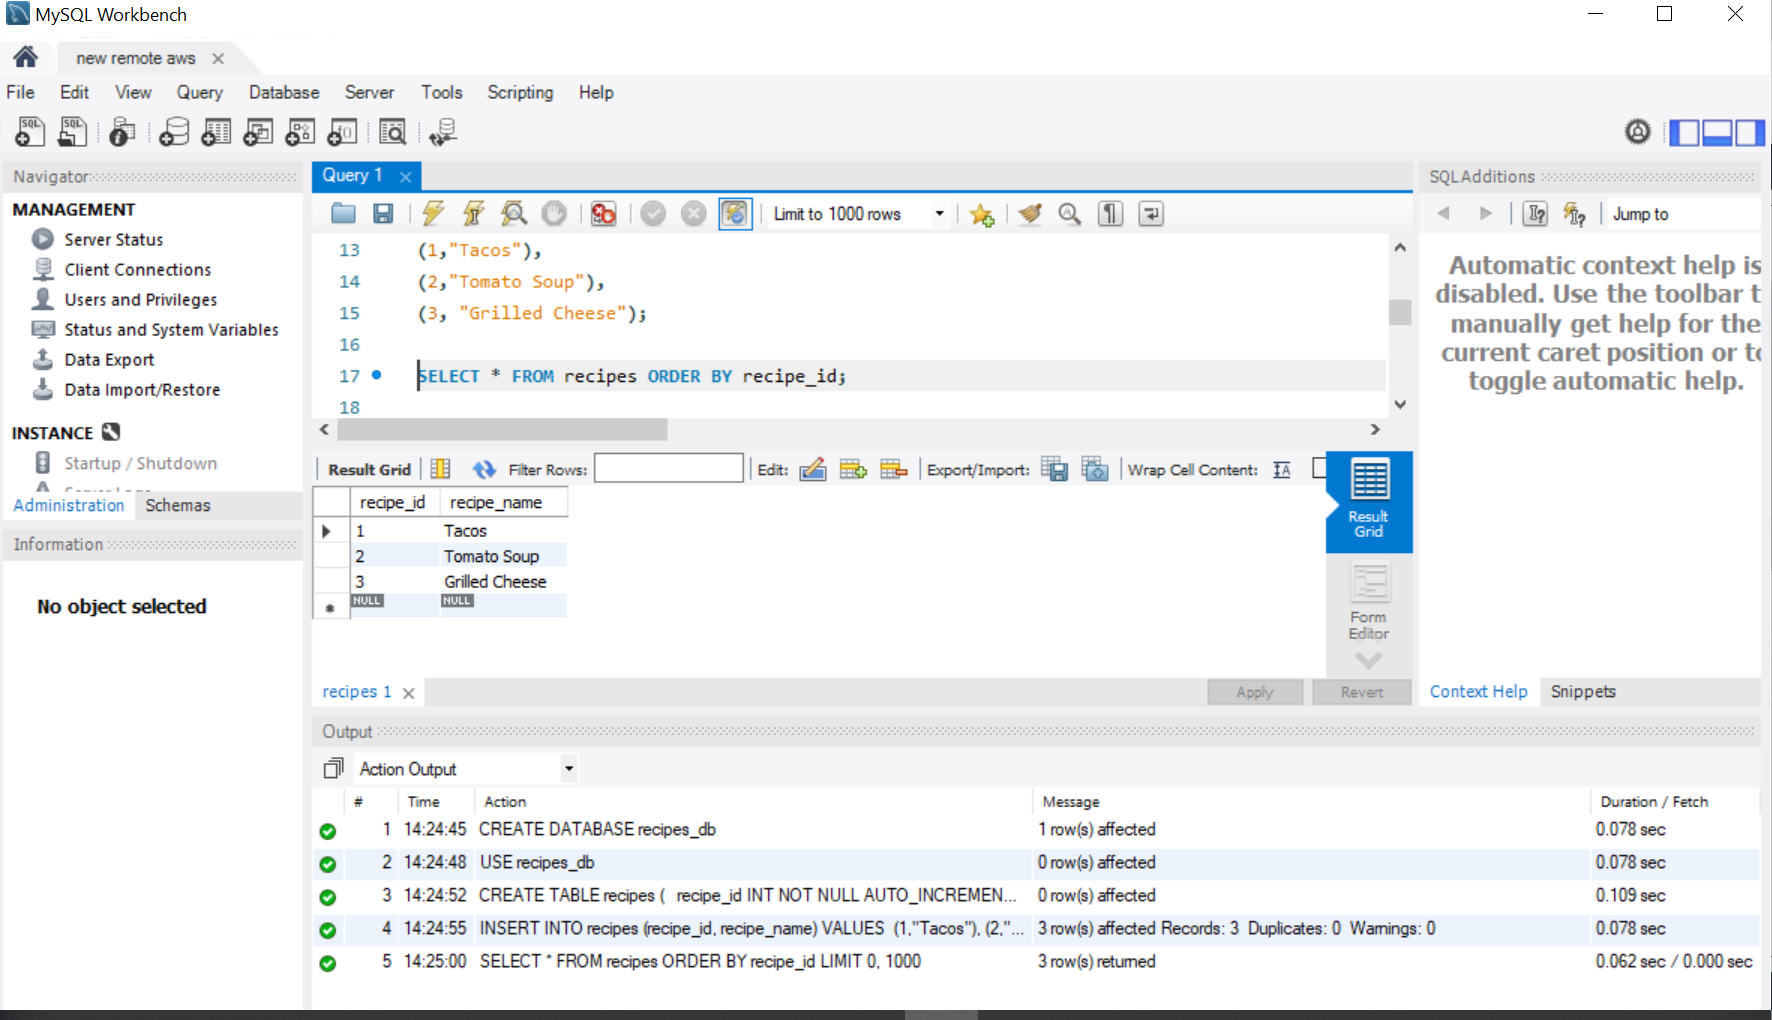 MySQL Workbench
new remote aws
File Edit View Query Database Server Tools Scripting Help
Navigator
MANAGEMENT
Server Status
Client Connections
Users and Privileges
Status and System Variables
Data Export
Data Import/Restore
INSTANCE
Startup / Shutdown
Administration Schemas
Information
No object selected
Query 1
Limit to 1000 rows
13 (1,"Tacos"),
14 (2,"Tomato Soup"),
15 (3, "Grilled Cheese");
16
17 SELECT * FROM recipes ORDER BY recipe_id;
18
Result Grid Filter Rows: Edit: Export/Import: Wrap Cell Content:
recipe_id recipe_name
1 Tacos
2 Tomato Soup
3 Grilled Cheese
NULL NULL
Result
Grid
Form
Editor
recipes 1 Apply Revert
SQLAdditions
Jump to
Automatic context help is
disabled. Use the toolbar t
manually get help for the
current caret position or to
toggle automatic help.
Context Help Snippets
Output
Action Output
# Time Action Message Duration / Fetch
1 14:24:45 CREATE DATABASE recipes_db 1 row(s) affected 0.078 sec
2 14:24:48 USE recipes_db 0 row(s) affected 0.078 sec
3 14:24:52 CREATE TABLE recipes ( recipe_id INT NOT NULL AUTO_INCREMEN... 0 row(s) affected 0.109 sec
4 14:24:55 INSERT INTO recipes (recipe_id, recipe_name) VALUES (1,"Tacos"), (2,"... 3 row(s) affected Records: 3 Duplicates: 0 Warnings: 0 0.078 sec
5 14:25:00 SELECT * FROM recipes ORDER BY recipe_id LIMIT 0, 1000 3 row(s) returned 0.062 sec / 0.000 sec